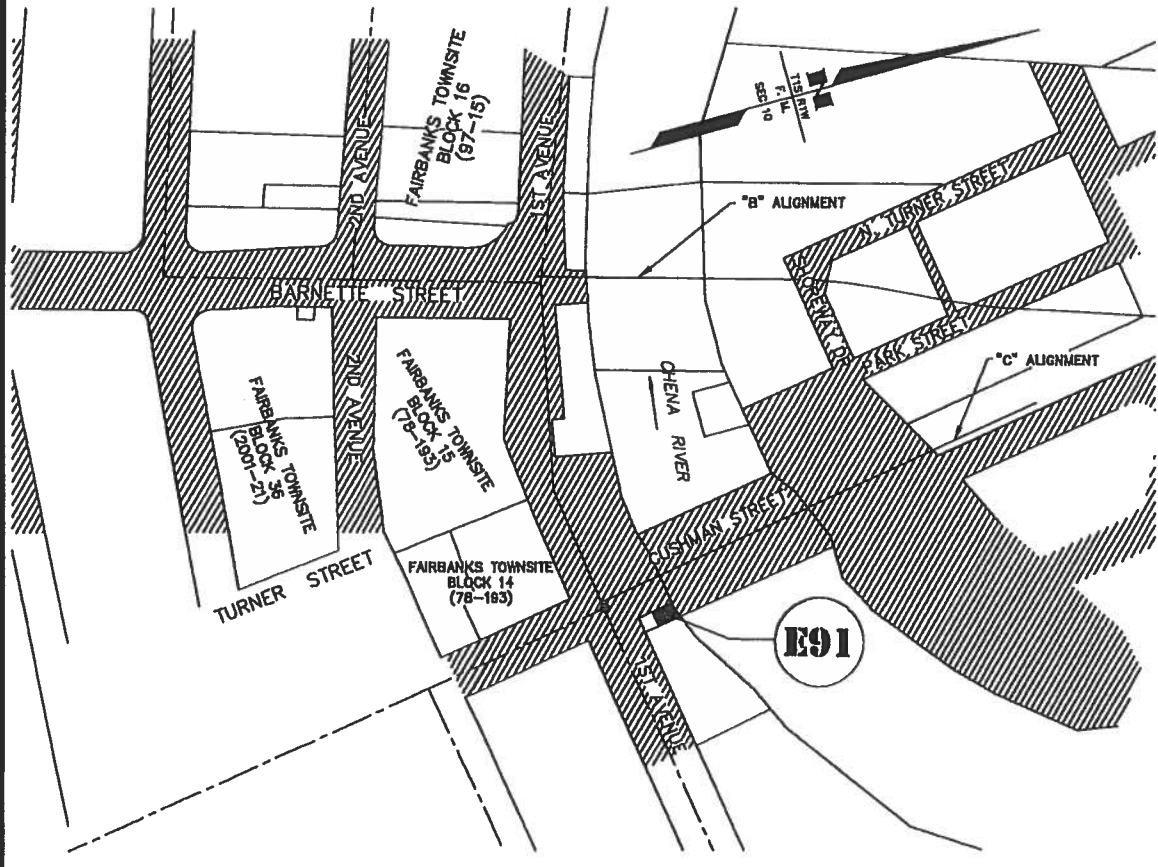 FAIRBANKS TOWNSITE
BLOCK 16
(97-15)
2ND AVENUE
1ST AVENUE
N
T1S R1W
F. M.
SEC 10
"B" ALIGNMENT
N. TURNER STREET
BARNETTE STREET
SHOREWAY DR.
PARK STREET
"C" ALIGNMENT
CHENA RIVER
FAIRBANKS TOWNSITE
BLOCK 36
(2001-21)
2ND AVENUE
FAIRBANKS TOWNSITE
BLOCK 15
(78-193)
CUSHMAN STREET
TURNER STREET
FAIRBANKS TOWNSITE
BLOCK 14
(78-193)
E91
1ST AVENUE